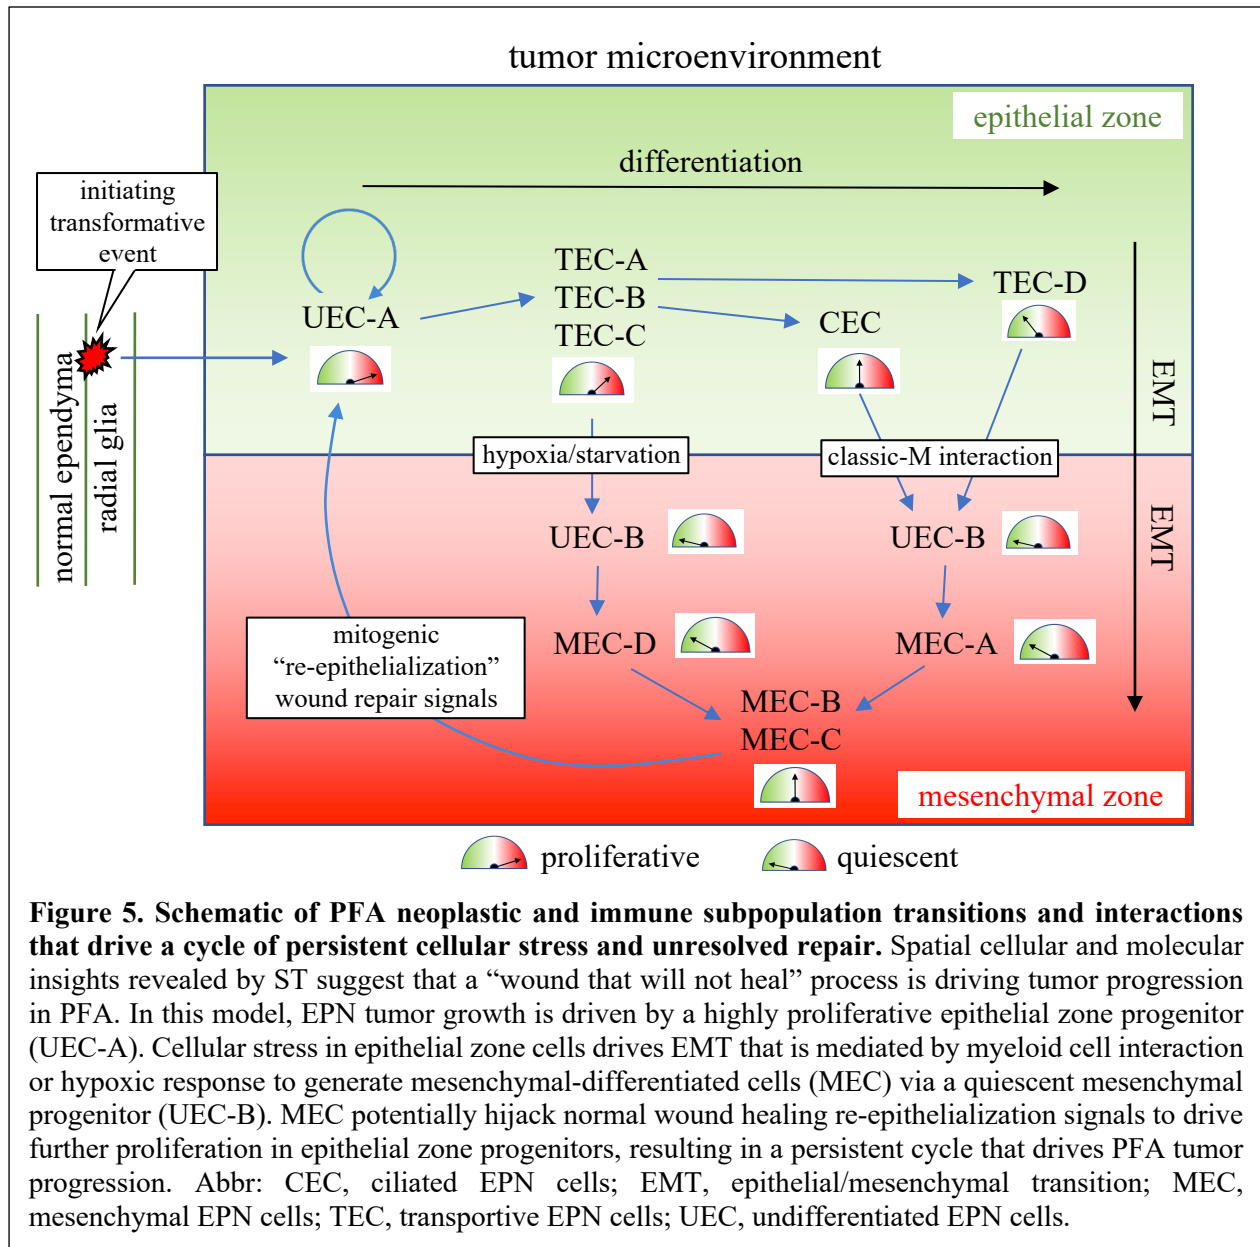 tumor microenvironment
epithelial zone
differentiation
initiating
transformative
event
normal ependyma
radial glia
UEC-A
TEC-A
TEC-B
TEC-C
CEC
TEC-D
EMT
hypoxia/starvation
classic-M interaction
EMT
UEC-B
UEC-B
MEC-D
MEC-A
mitogenic
“re-epithelialization”
wound repair signals
MEC-B
MEC-C
mesenchymal zone
proliferative
quiescent
Figure 5. Schematic of PFA neoplastic and immune subpopulation transitions and interactions
that drive a cycle of persistent cellular stress and unresolved repair. Spatial cellular and molecular
insights revealed by ST suggest that a “wound that will not heal” process is driving tumor progression
in PFA. In this model, EPN tumor growth is driven by a highly proliferative epithelial zone progenitor
(UEC-A). Cellular stress in epithelial zone cells drives EMT that is mediated by myeloid cell interaction
or hypoxic response to generate mesenchymal-differentiated cells (MEC) via a quiescent mesenchymal
progenitor (UEC-B). MEC potentially hijack normal wound healing re-epithelialization signals to drive
further proliferation in epithelial zone progenitors, resulting in a persistent cycle that drives PFA tumor
progression. Abbr: CEC, ciliated EPN cells; EMT, epithelial/mesenchymal transition; MEC,
mesenchymal EPN cells; TEC, transportive EPN cells; UEC, undifferentiated EPN cells.